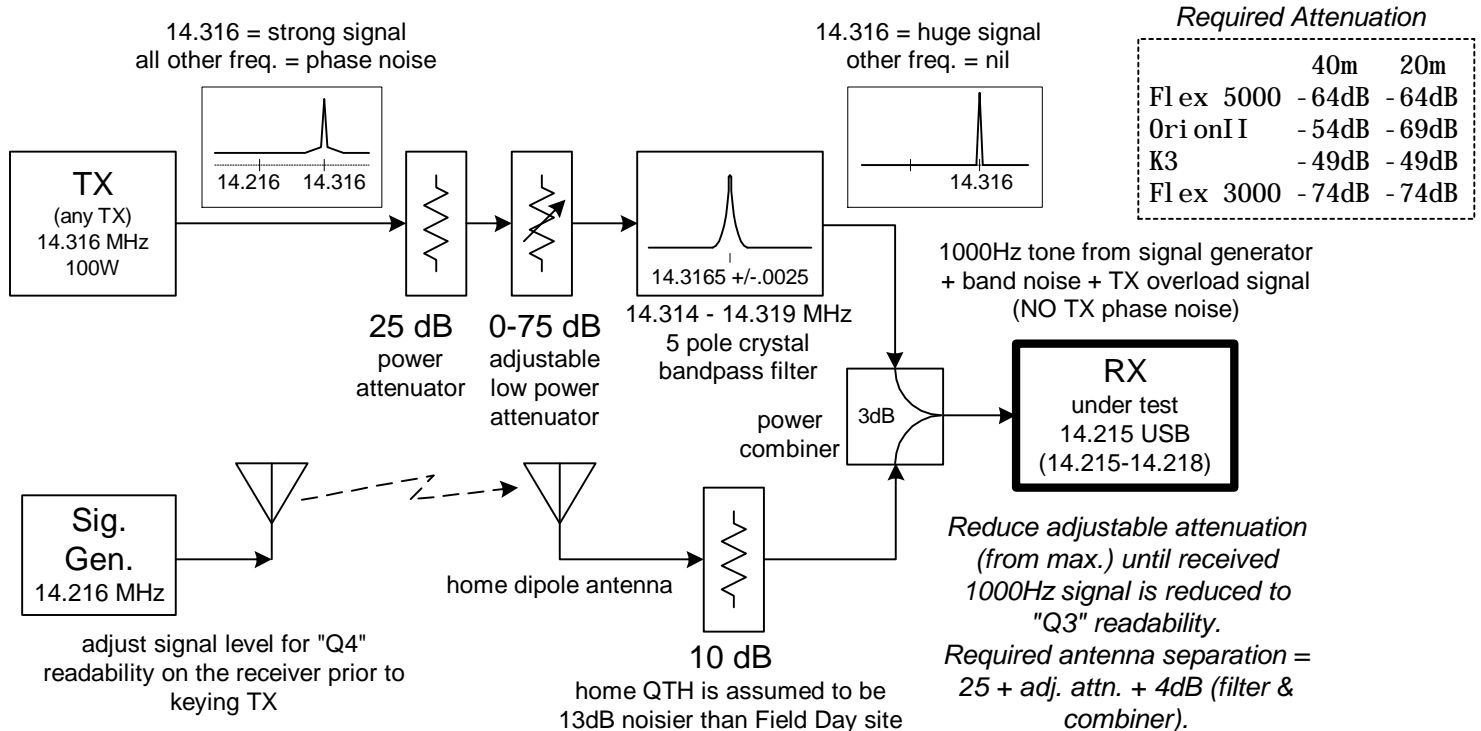 14.316 = strong signal
all other freq. = phase noise
14.216 14.316
14.316 = huge signal
other freq. = nil
14.316
Required Attenuation
40m 20m
Flex 5000 -64dB -64dB
OrionII -54dB -69dB
K3 -49dB -49dB
Flex 3000 -74dB -74dB
TX
(any TX)
14.316 MHz
100W
25 dB
power
attenuator
0-75 dB
adjustable
low power
attenuator
14.3165 +/-.0025
14.314 - 14.319 MHz
5 pole crystal
bandpass filter
1000Hz tone from signal generator
+ band noise + TX overload signal
(NO TX phase noise)
power
combiner
3dB
RX
under test
14.215 USB
(14.215-14.218)
Sig.
Gen.
14.216 MHz
adjust signal level for "Q4"
readability on the receiver prior to
keying TX
home dipole antenna
10 dB
home QTH is assumed to be
13dB noisier than Field Day site
Reduce adjustable attenuation
(from max.) until received
1000Hz signal is reduced to
"Q3" readability.
Required antenna separation =
25 + adj. attn. + 4dB (filter &
combiner).